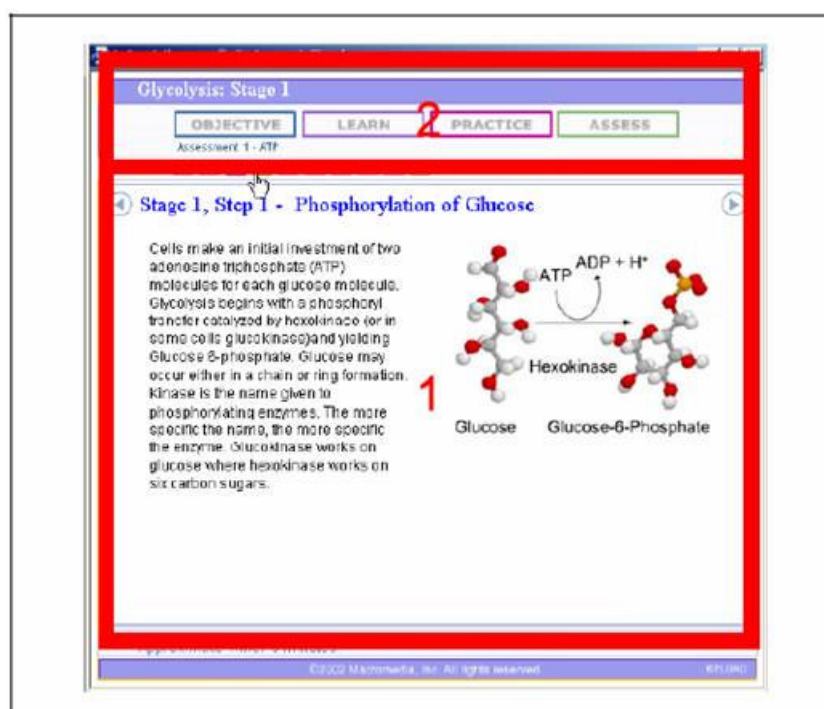 Glycolysis: Stage 1
2
OBJECTIVE LEARN PRACTICE ASSESS
Assessment 1 - ATP
Stage 1, Step 1 - Phosphorylation of Glucose
Cells make an initial investment of two
adenosine triphosphate (ATP)
molecules for each glucose molecule.
Glycolysis begins with a phosphoryl
transfer catalyzed by hexokinase (or in
some cells glucokinase)and yielding
Glucose 6-phosphate. Glucose may
occur either in a chain or ring formation.
Kinase is the name given to
phosphorylating enzymes. The more
specific the name, the more specific
the enzyme. Glucokinase works on
glucose where hexokinase works on
six carbon sugars.
1
ATP
ADP + H⁺
Hexokinase
Glucose
Glucose-6-Phosphate
©2002 Macromedia, Inc. All rights reserved.